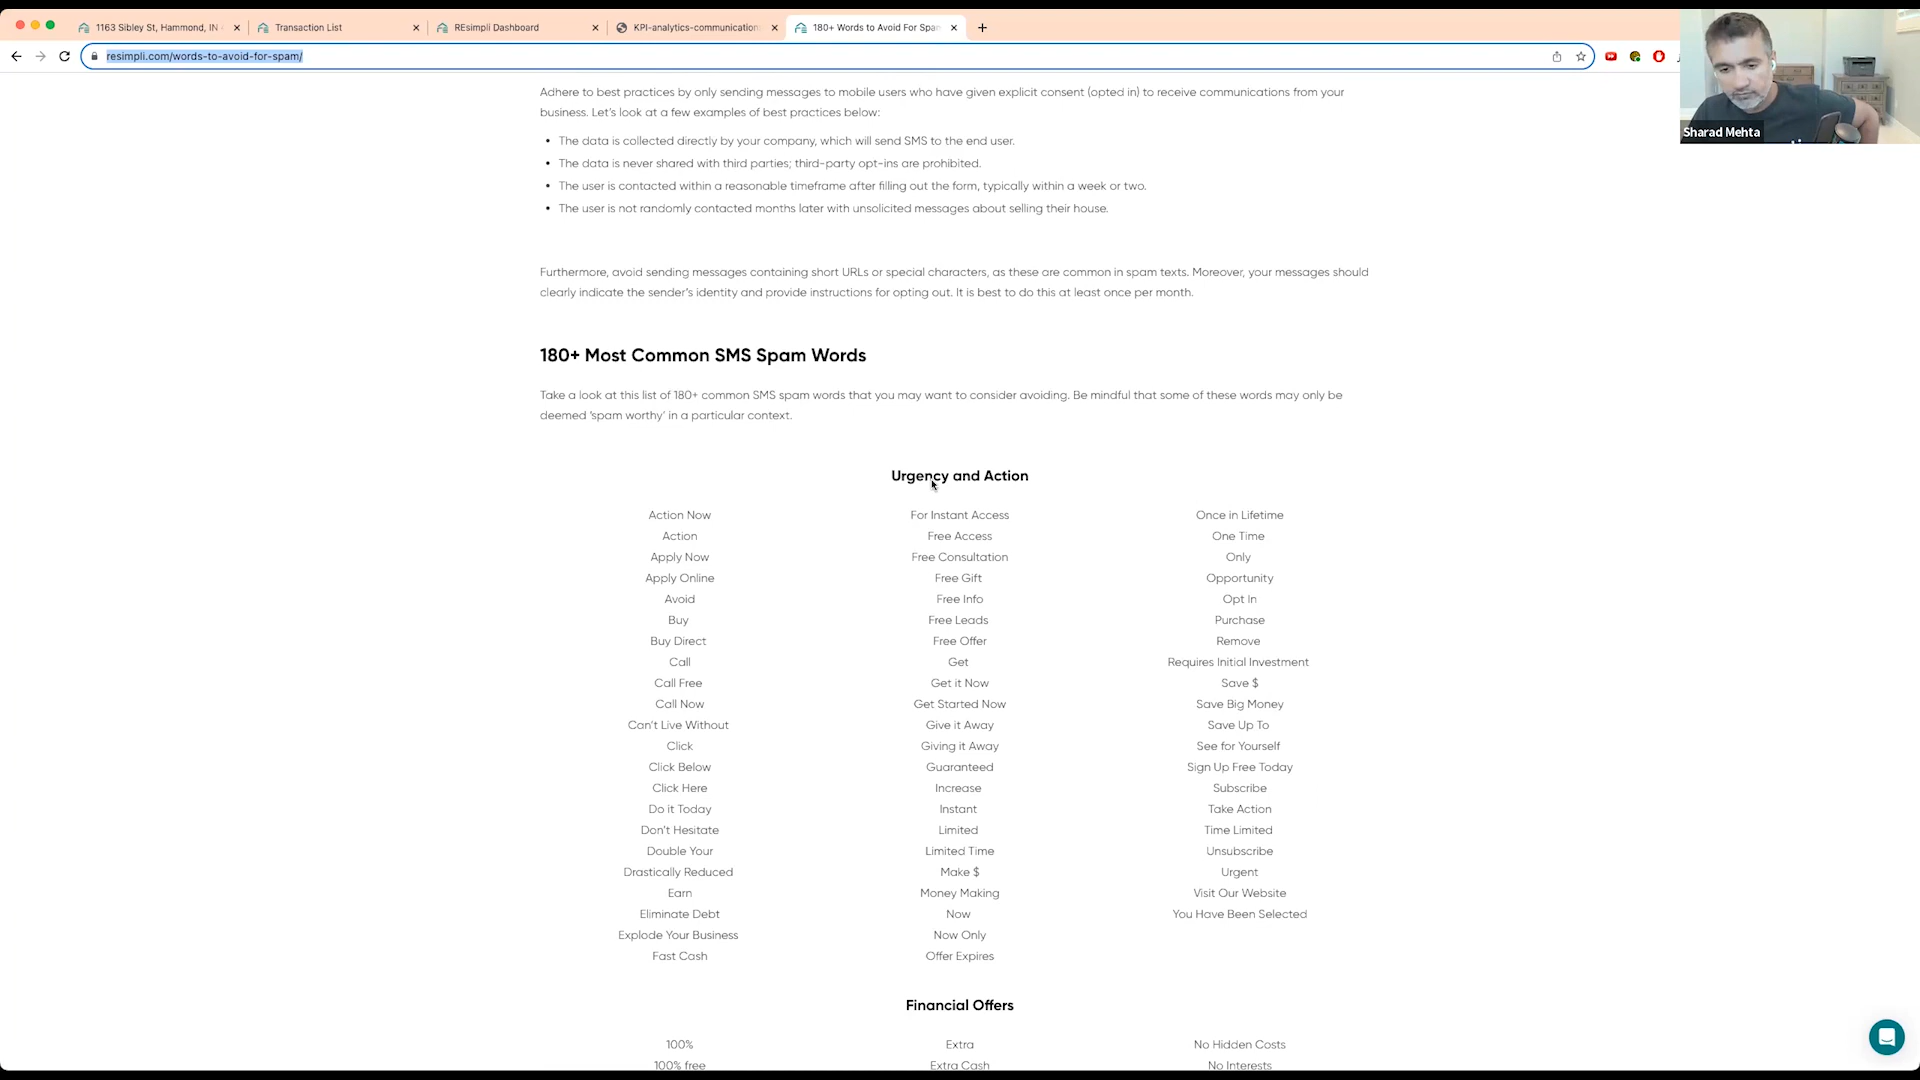 1163 Sibley St, Hammond, IN
Transaction List
REsimpli Dashboard
KPI-analytics-communication
180+ Words to Avoid For Spa
resimpli.com/words-to-avoid-for-spam/
Sharad Mehta
Adhere to best practices by only sending messages to mobile users who have given explicit consent (opted in) to receive communications from your
business. Let's look at a few examples of best practices below:
• The data is collected directly by your company, which will send SMS to the end user.
• The data is never shared with third parties; third-party opt-ins are prohibited.
• The user is contacted within a reasonable timeframe after filling out the form, typically within a week or two.
• The user is not randomly contacted months later with unsolicited messages about selling their house.
Furthermore, avoid sending messages containing short URLs or special characters, as these are common in spam texts. Moreover, your messages should
clearly indicate the sender's identity and provide instructions for opting out. It is best to do this at least once per month.
180+ Most Common SMS Spam Words
Take a look at this list of 180+ common SMS spam words that you may want to consider avoiding. Be mindful that some of these words may only be
deemed 'spam worthy' in a particular context.
Urgency and Action
Action Now
Action
Apply Now
Apply Online
Avoid
Buy
Buy Direct
Call
Call Free
Call Now
Can't Live Without
Click
Click Below
Click Here
Do it Today
Don't Hesitate
Double Your
Drastically Reduced
Earn
Eliminate Debt
Explode Your Business
Fast Cash
For Instant Access
Free Access
Free Consultation
Free Gift
Free Info
Free Leads
Free Offer
Get
Get it Now
Get Started Now
Give it Away
Giving it Away
Guaranteed
Increase
Instant
Limited
Limited Time
Make $
Money Making
Now
Now Only
Offer Expires
Once in Lifetime
One Time
Only
Opportunity
Opt In
Purchase
Remove
Requires Initial Investment
Save $
Save Big Money
Save Up To
See for Yourself
Sign Up Free Today
Subscribe
Take Action
Time Limited
Unsubscribe
Urgent
Visit Our Website
You Have Been Selected
Financial Offers
100%
100% free
Extra
Extra Cash
No Hidden Costs
No Interests